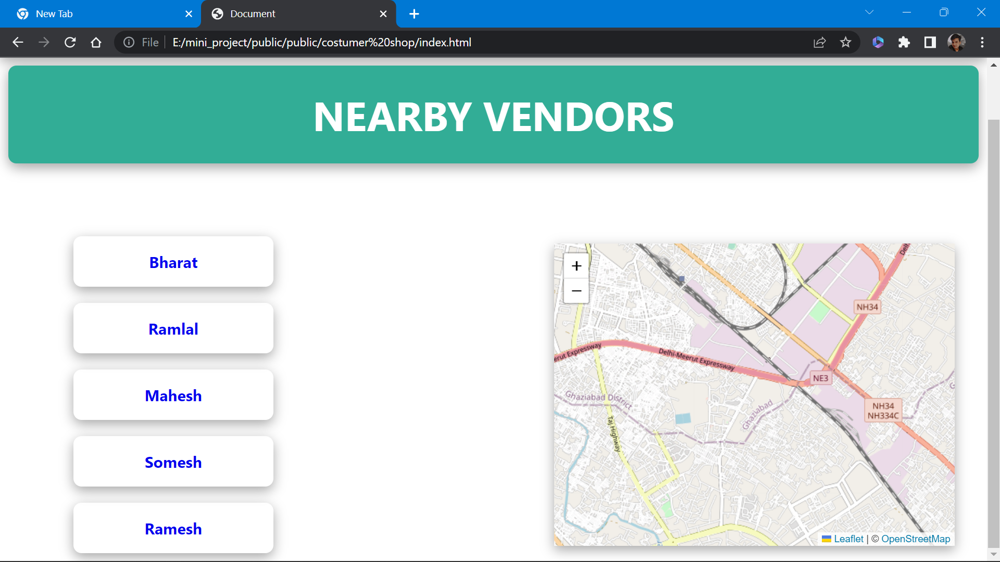 New Tab
Document
File
E:/mini_project/public/public/costumer%20shop/index.html
NEARBY VENDORS
Bharat
Ramlal
Mahesh
Somesh
Ramesh
+
−
NH34
erut Expressway
Delhi-Meerut Expressway
NE3
Ghaziabad District
Ghaziabad
NH34
NH334C
Taj Highway
Leaflet | © OpenStreetMap